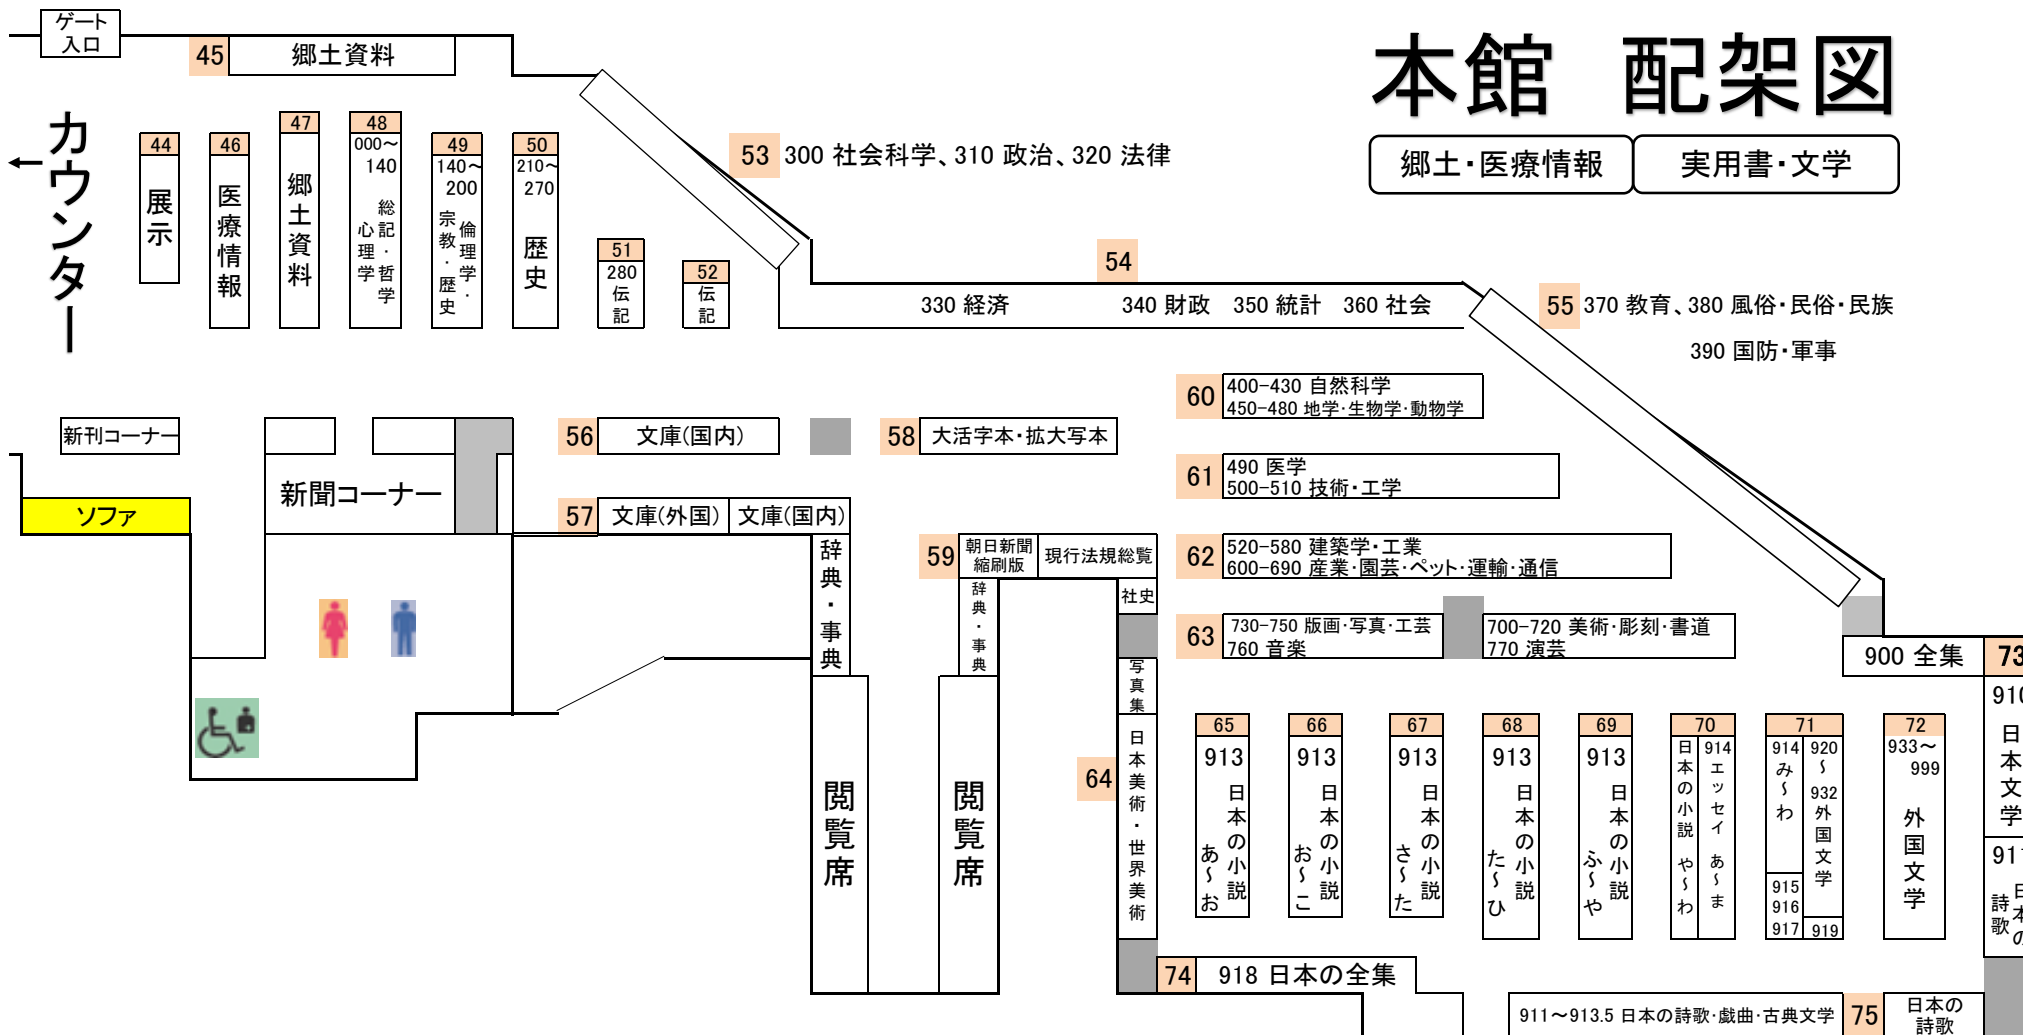 ゲート
入口
45
郷土資料
本館 配架図
郷土・医療情報
実用書・文学
カウンター
←
44
展示
46
医療情報
47
郷土資料
48
000～
140
総記・哲学
心理学
49
140～
200
倫理学・
宗教・歴史
50
210～
270
歴史
51
280
伝記
52
伝記
53
300 社会科学、310 政治、320 法律
54
330 経済
340 財政
350 統計
360 社会
55
370 教育、380 風俗・民俗・民族
390 国防・軍事
新刊コーナー
ソファ
新聞コーナー
56
文庫(国内)
57
文庫(外国)
文庫(国内)
辞典・事典
閲覧席
58
大活字本・拡大写本
59
朝日新聞
縮刷版
現行法規総覧
辞典・事典
閲覧席
社史
写真集
64
日本美術・世界美術
60
400-430 自然科学
450-480 地学・生物学・動物学
61
490 医学
500-510 技術・工学
62
520-580 建築学・工業
600-690 産業・園芸・ペット・運輸・通信
63
730-750 版画・写真・工芸
760 音楽
700-720 美術・彫刻・書道
770 演芸
65
913
日本の小説
あ～お
66
913
日本の小説
お～こ
67
913
日本の小説
さ～た
68
913
日本の小説
た～ひ
69
913
日本の小説
ふ～や
70
日本の小説 や～わ
914 エッセイ あ～ま
71
914 み～わ
915
916
917
920～932 外国文学
919
72
933～
999
外国文学
900 全集
73
910
日本文学
911
日本の
詩歌
74
918 日本の全集
911～913.5 日本の詩歌・戯曲・古典文学
75
日本の
詩歌